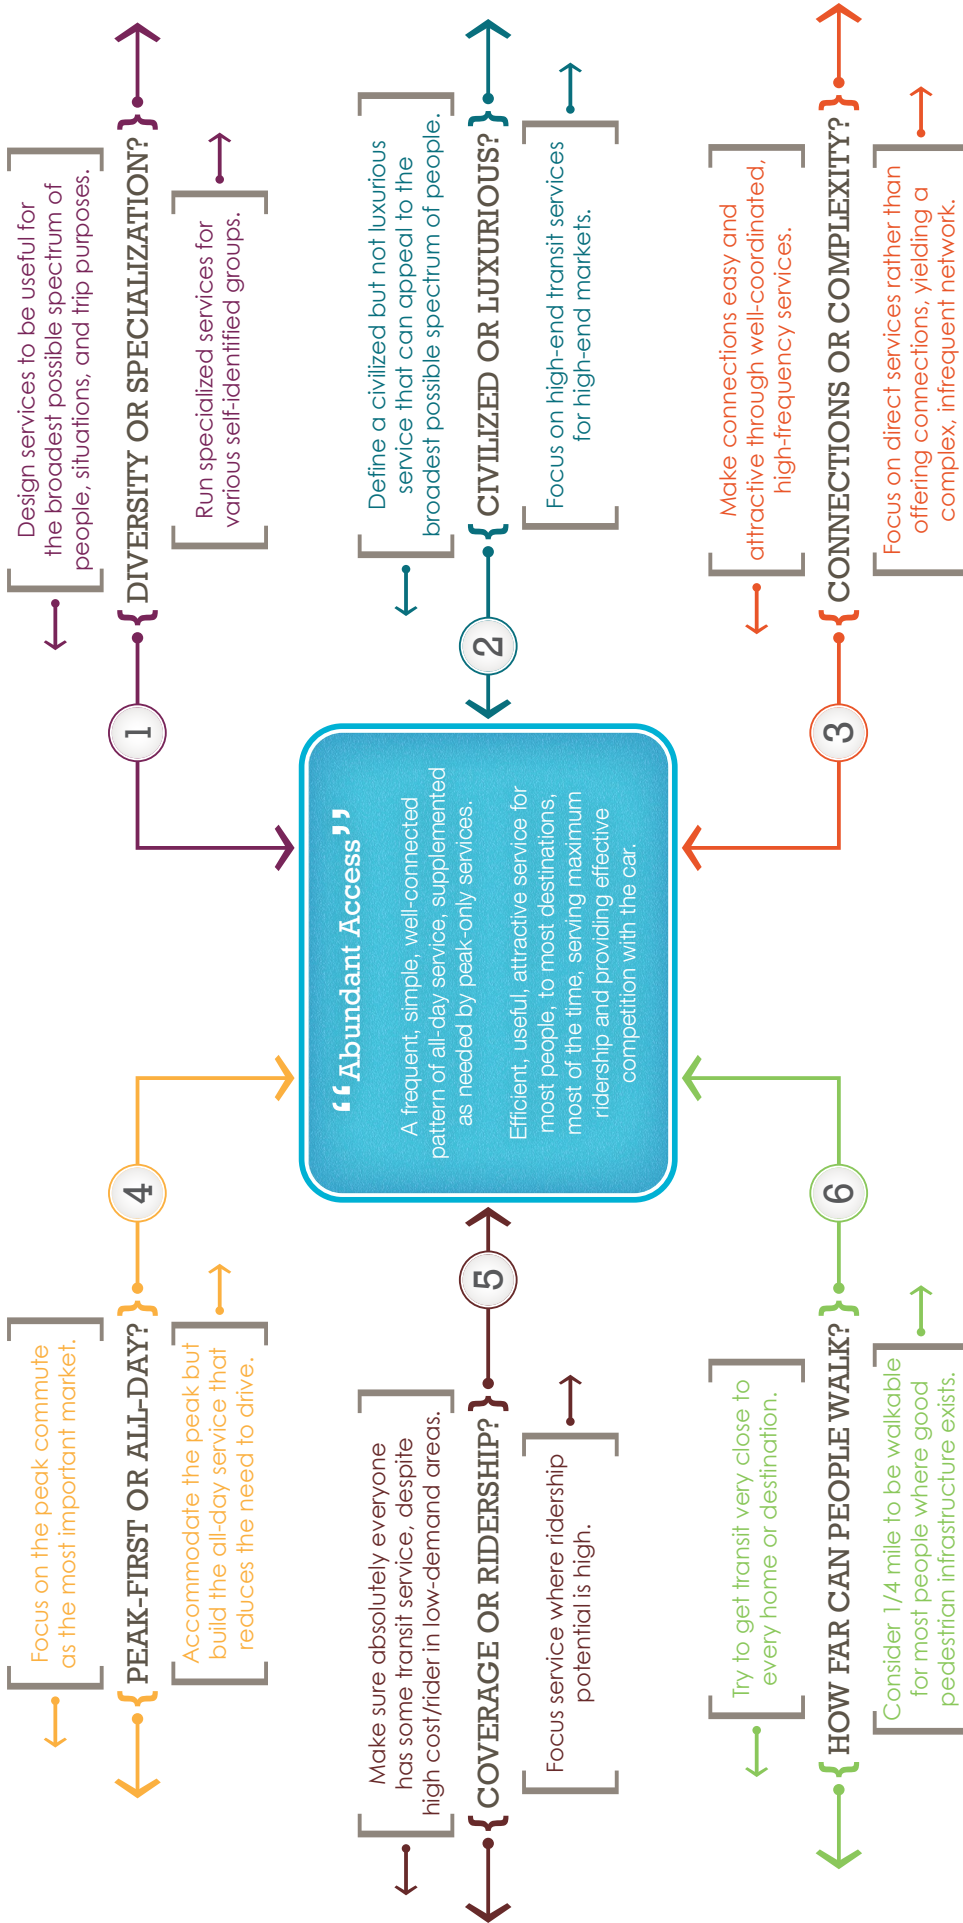 Focus on the peak commute
as the most important market.
PEAK-FIRST OR ALL-DAY?
Accommodate the peak but
build the all-day service that
reduces the need to drive.
4
Design services to be useful for
the broadest possible spectrum of
people, situations, and trip purposes.
1
DIVERSITY OR SPECIALIZATION?
Run specialized services for
various self-identified groups.
Make sure absolutely everyone
has some transit service, despite
high cost/rider in low-demand areas.
COVERAGE OR RIDERSHIP?
Focus service where ridership
potential is high.
5
“Abundant Access”
A frequent, simple, well-connected
pattern of all-day service, supplemented
as needed by peak-only services.
Efficient, useful, attractive service for
most people, to most destinations,
most of the time, serving maximum
ridership and providing effective
competition with the car.
Define a civilized but not luxurious
service that can appeal to the
broadest possible spectrum of people.
2
CIVILIZED OR LUXURIOUS?
Focus on high-end transit services
for high-end markets.
Try to get transit very close to
every home or destination.
HOW FAR CAN PEOPLE WALK?
Consider 1/4 mile to be walkable
for most people where good
pedestrian infrastructure exists.
6
Make connections easy and
attractive through well-coordinated,
high-frequency services.
3
CONNECTIONS OR COMPLEXITY?
Focus on direct services rather than
offering connections, yielding a
complex, infrequent network.